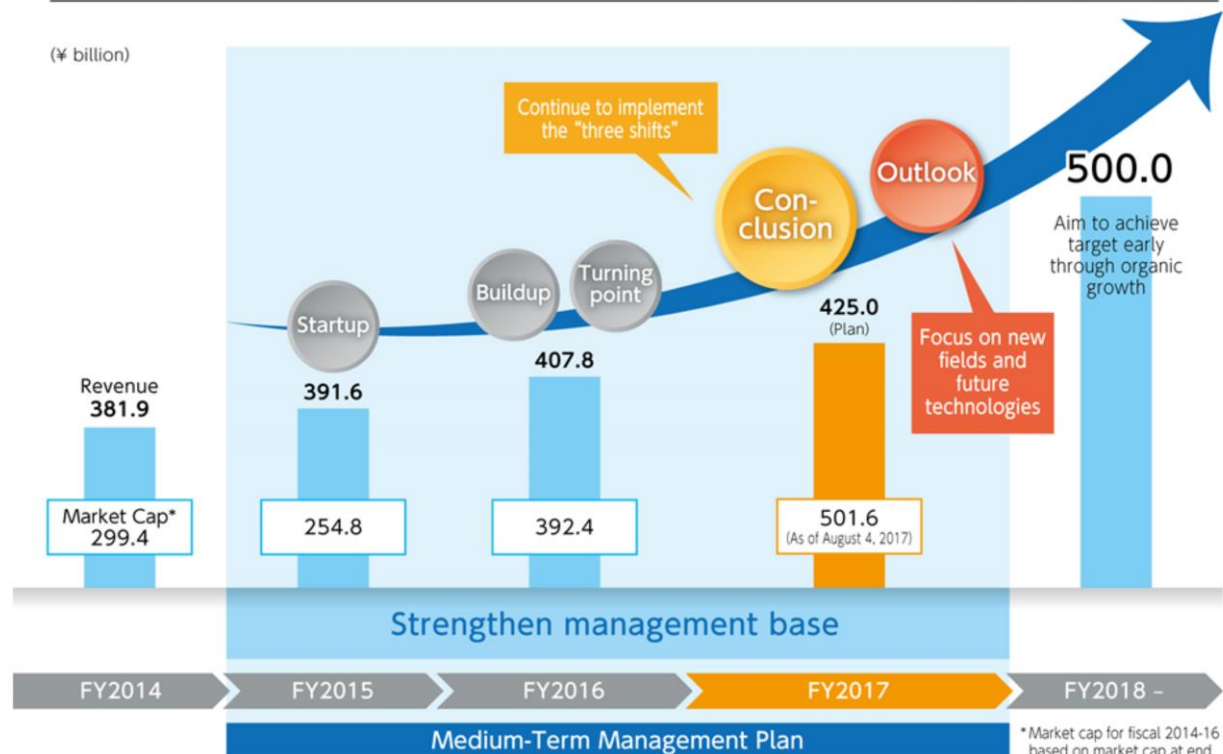 (¥ billion)
Continue to implement
the "three shifts"
Outlook
500.0
Con-
clusion
Aim to achieve
target early
through organic
growth
Turning
point
Buildup
Startup
425.0
(Plan)
Focus on new
fields and
future
technologies
407.8
391.6
Revenue
381.9
Market Cap*
299.4
254.8
392.4
501.6
(As of August 4, 2017)
Strengthen management base
FY2014
FY2015
FY2016
FY2017
FY2018 –
Medium-Term Management Plan
*Market cap for fiscal 2014-16
based on market cap at end